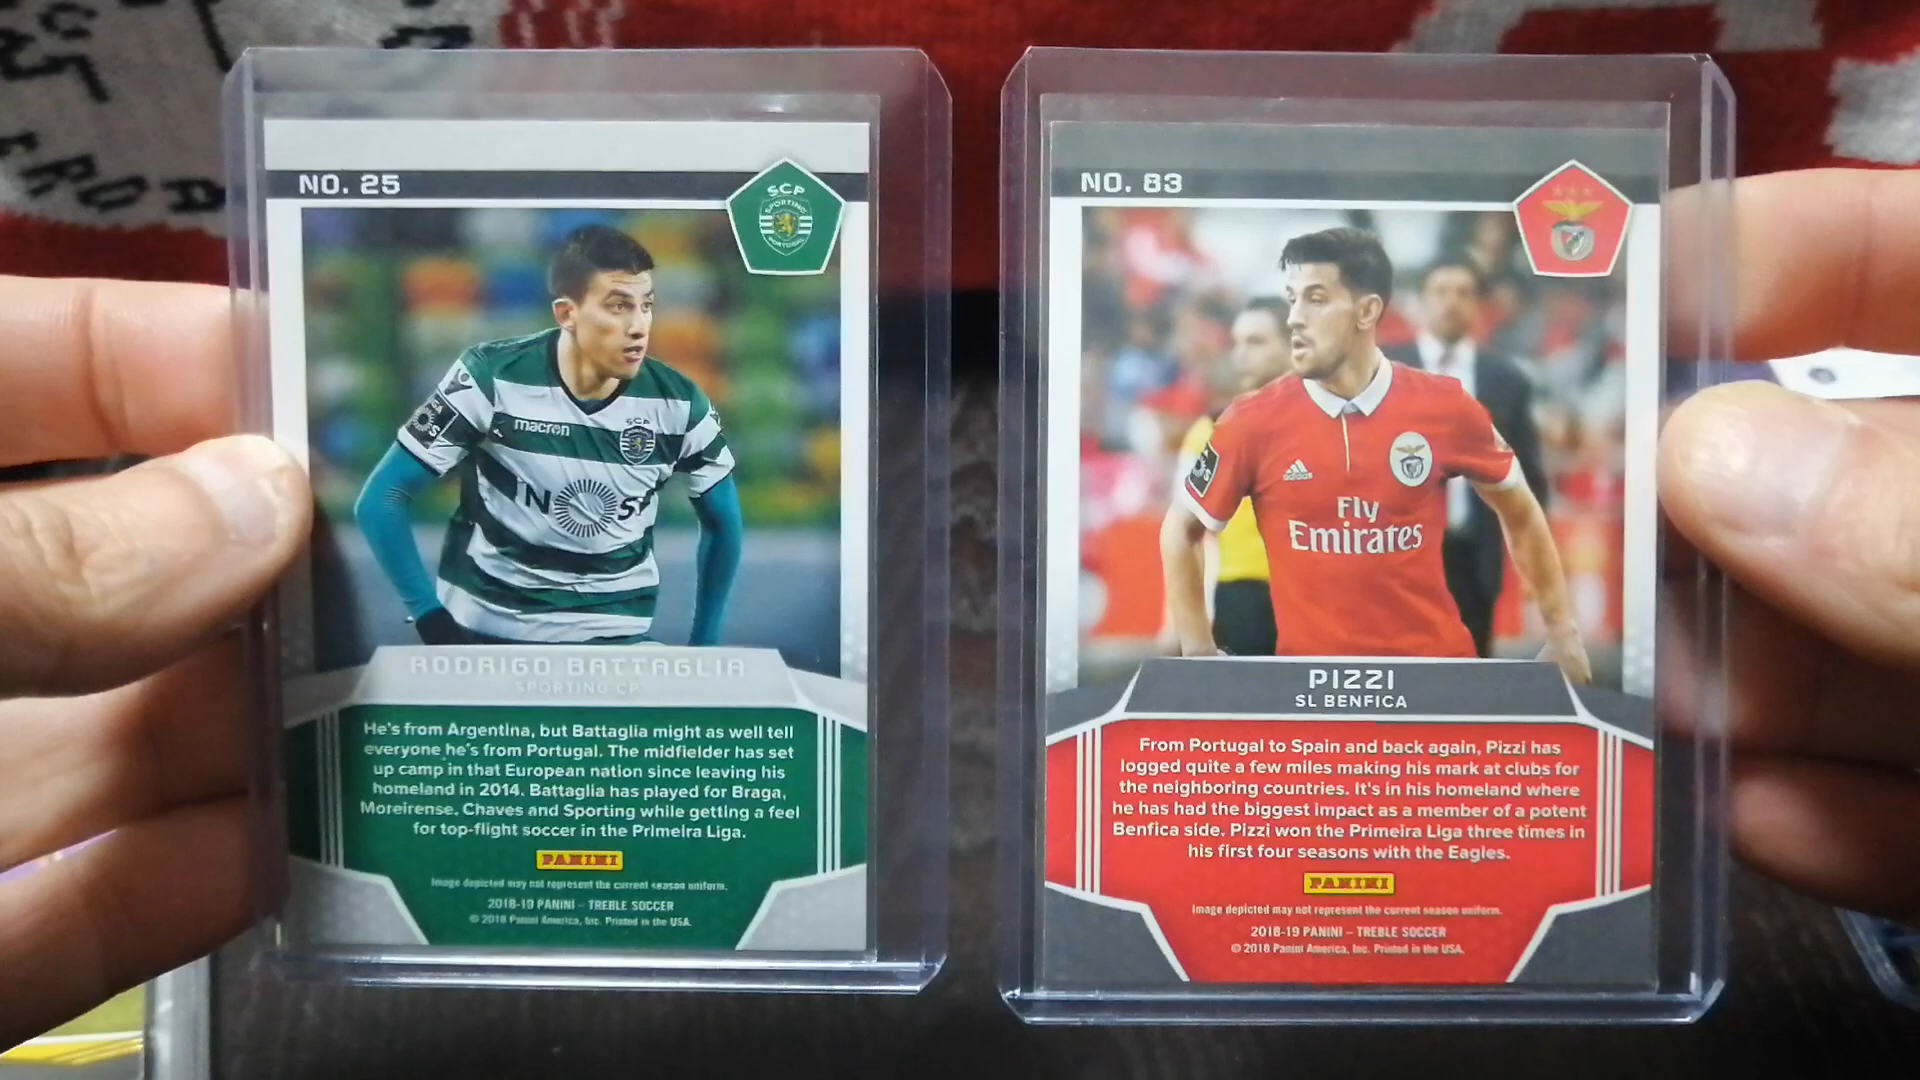 NO. 25
SCP
SPORTING
PORTUGAL
macron
SCP
NOS
RODRIGO BATTAGLIA
SPORTING CP
He's from Argentina, but Battaglia might as well tell
everyone he's from Portugal. The midfielder has set
up camp in that European nation since leaving his
homeland in 2014. Battaglia has played for Braga,
Moreirense, Chaves and Sporting while getting a feel
for top-flight soccer in the Primeira Liga.
PANINI
Image depicted may not represent the current season uniform.
2018-19 PANINI – TREBLE SOCCER
© 2018 Panini America, Inc. Printed in the USA.
NO. 83
adidas
Fly
Emirates
PIZZI
SL BENFICA
From Portugal to Spain and back again, Pizzi has
logged quite a few miles making his mark at clubs for
the neighboring countries. It's in his homeland where
he has had the biggest impact as a member of a potent
Benfica side. Pizzi won the Primeira Liga three times in
his first four seasons with the Eagles.
PANINI
Image depicted may not represent the current season uniform.
2018-19 PANINI – TREBLE SOCCER
© 2018 Panini America, Inc. Printed in the USA.